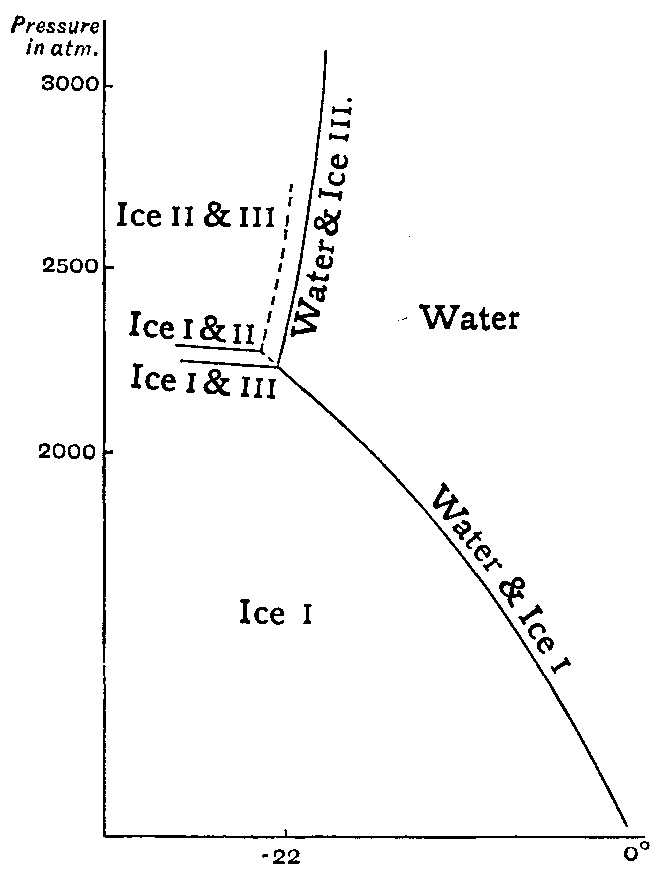 Pressure
in atm.
3000
Water & Ice III.
Ice II & III
2500
Water
Ice I & II
Ice I & III
2000
Water & Ice I
Ice I
-22
0°